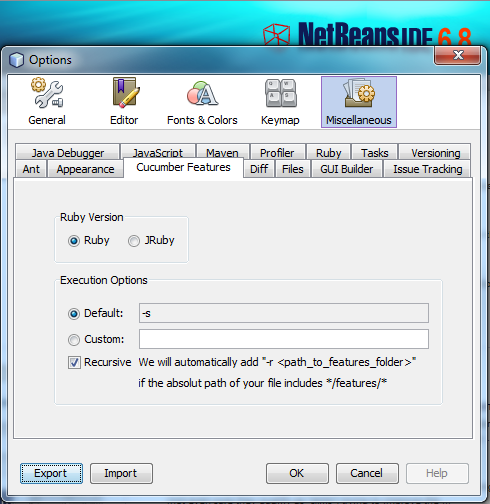 NetBeans IDE 6.8
Options
General Editor Fonts & Colors Keymap Miscellaneous
Java Debugger JavaScript Maven Profiler Ruby Tasks Versioning
Ant Appearance Cucumber Features Diff Files GUI Builder Issue Tracking
Ruby Version
Ruby JRuby
Execution Options
Default: -s
Custom:
Recursive We will automatically add "-r <path_to_features_folder>"
if the absolut path of your file includes */features/*
Export Import OK Cancel Help